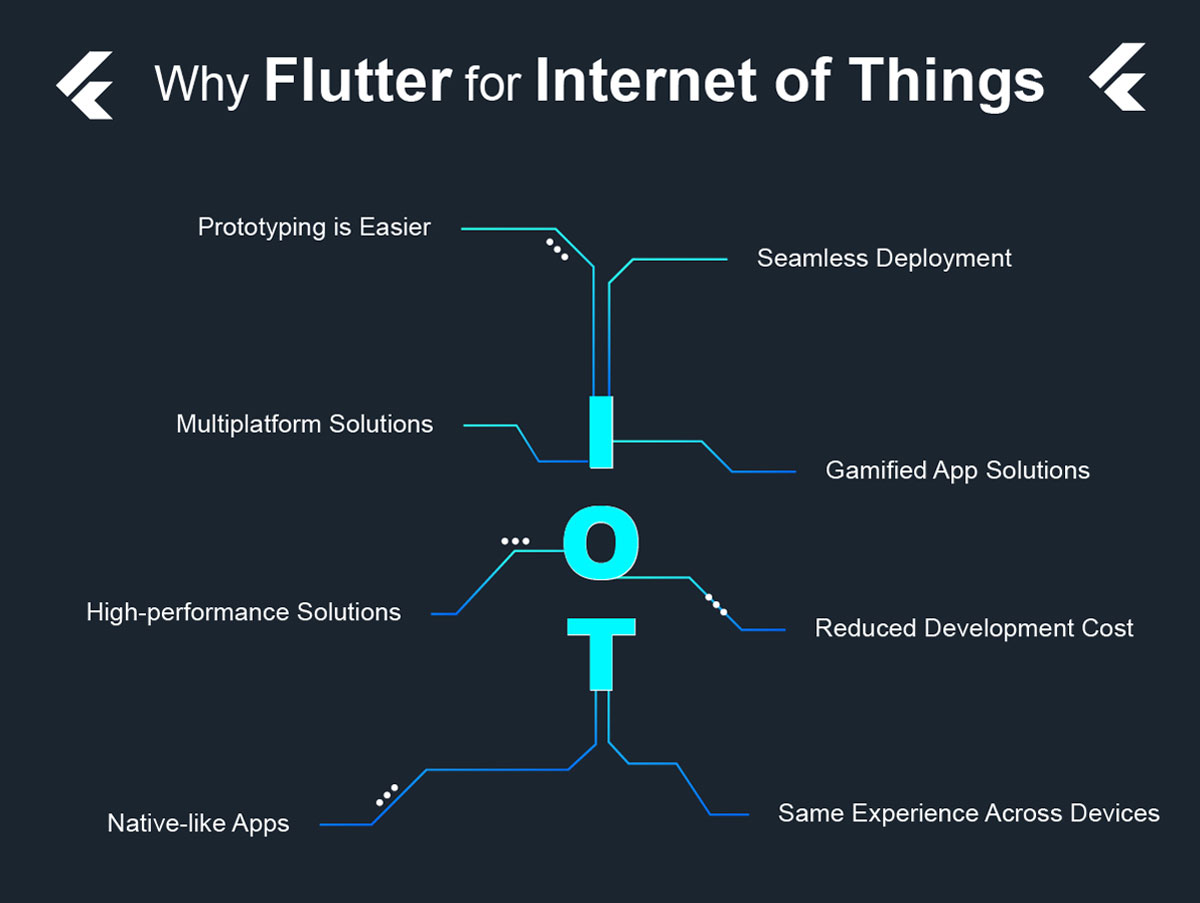 Why Flutter for Internet of Things
Prototyping is Easier
Seamless Deployment
Multiplatform Solutions
Gamified App Solutions
I
O
T
High-performance Solutions
Reduced Development Cost
Native-like Apps
Same Experience Across Devices